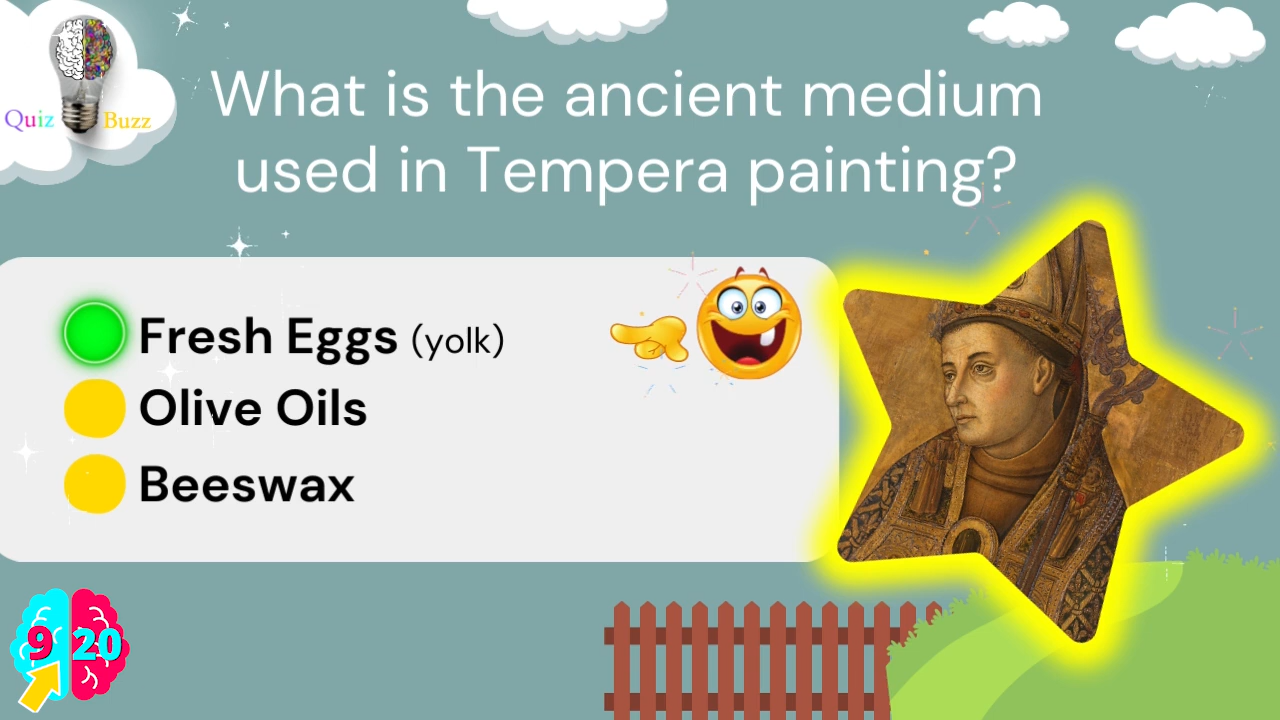 Quiz Buzz
What is the ancient medium
used in Tempera painting?
Fresh Eggs (yolk)
Olive Oils
Beeswax
9 20